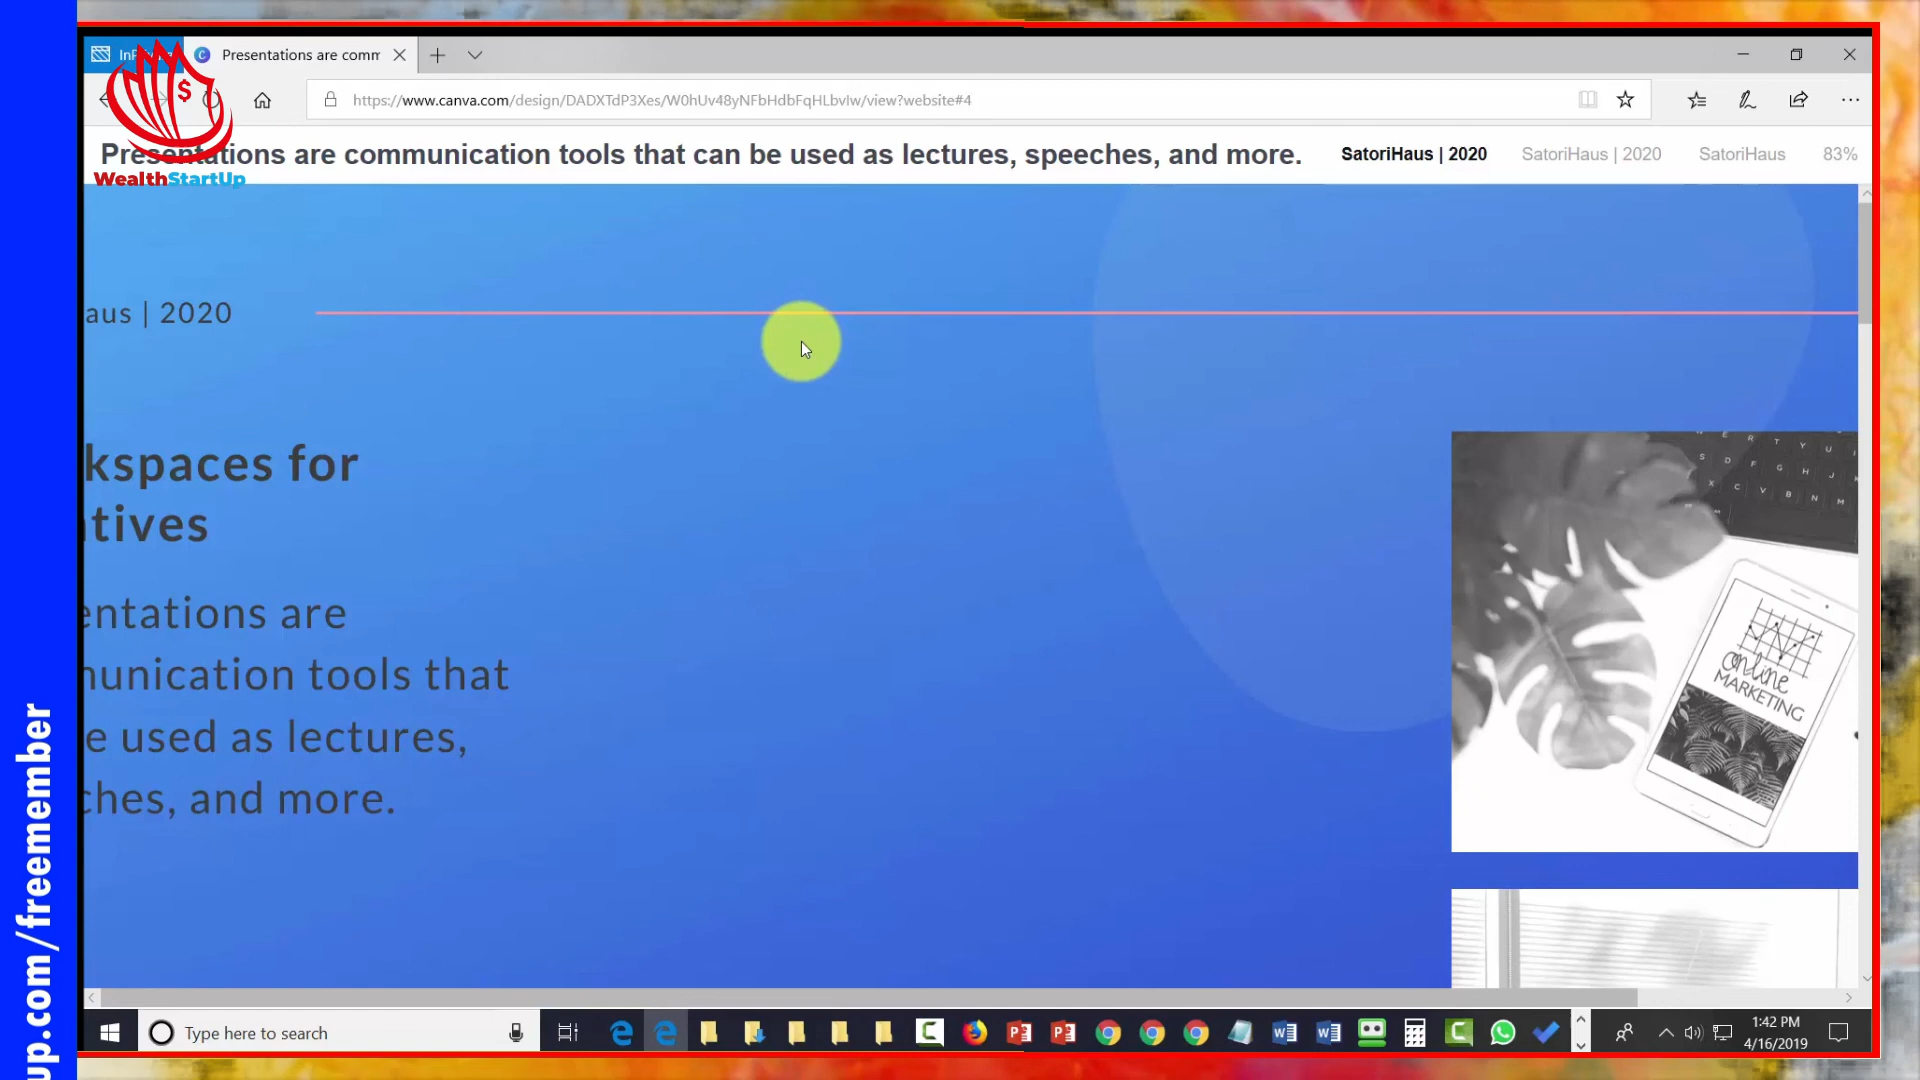 Presentations are comm
https://www.canva.com/design/DADXTdP3Xes/W0hUv48yNFbHdbFqHLbvIw/view?website#4
Presentations are communication tools that can be used as lectures, speeches, and more.
SatoriHaus | 2020
SatoriHaus | 2020
SatoriHaus
83%
$
WealthStartUp
aus | 2020
kspaces for
tives
entations are
unication tools that
e used as lectures,
ches, and more.
online
MARKETING
up.com/freemember
Type here to search
1:42 PM
4/16/2019